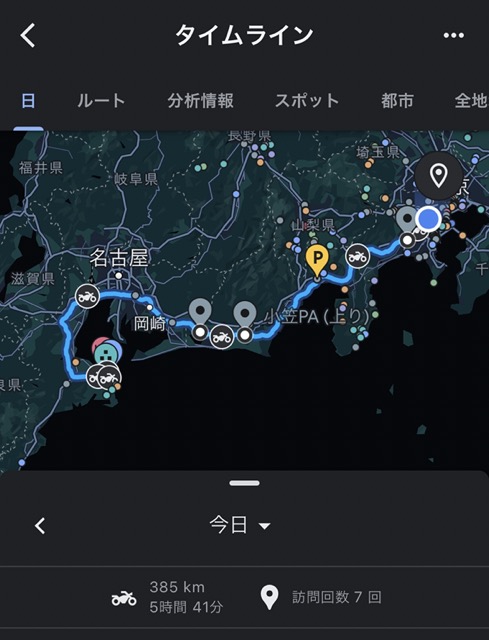 タイムライン
日 ルート 分析情報 スポット 都市 全地
長野県
福井県
埼玉県
岐阜県
京
山梨県
名古屋
滋賀県
千
岡崎
小笠PA (上り)
良県
P
今日
385 km
5時間 41分
訪問回数 7 回